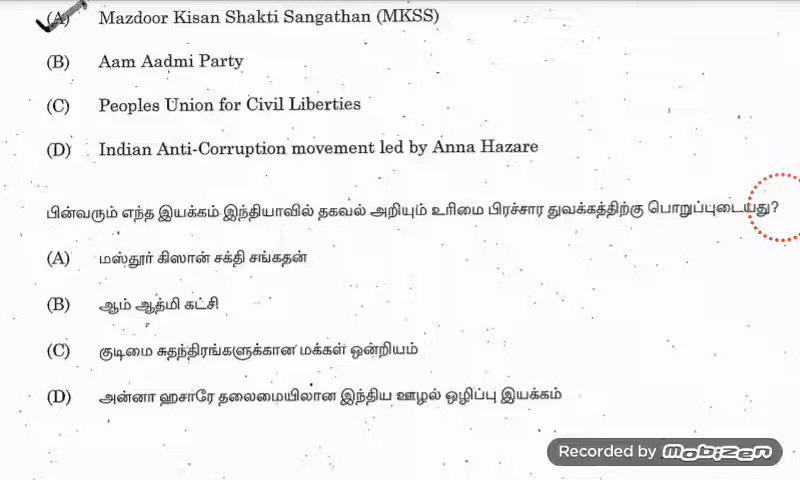 (A) Mazdoor Kisan Shakti Sangathan (MKSS)
(B) Aam Aadmi Party
(C) Peoples Union for Civil Liberties
(D) Indian Anti-Corruption movement led by Anna Hazare
பின்வரும் எந்த இயக்கம் இந்தியாவில் தகவல் அறியும் உரிமை பிரச்சார துவக்கத்திற்கு பொறுப்புடையது?
(A) மஸ்தூர் கிஸான் சக்தி சங்கதன்
(B) ஆம் ஆத்மி கட்சி
(C) குடிமை சுதந்திரங்களுக்கான மக்கள் ஒன்றியம்
(D) அன்னா ஹசாரே தலைமையிலான இந்திய ஊழல் ஒழிப்பு இயக்கம்
Recorded by mobizen